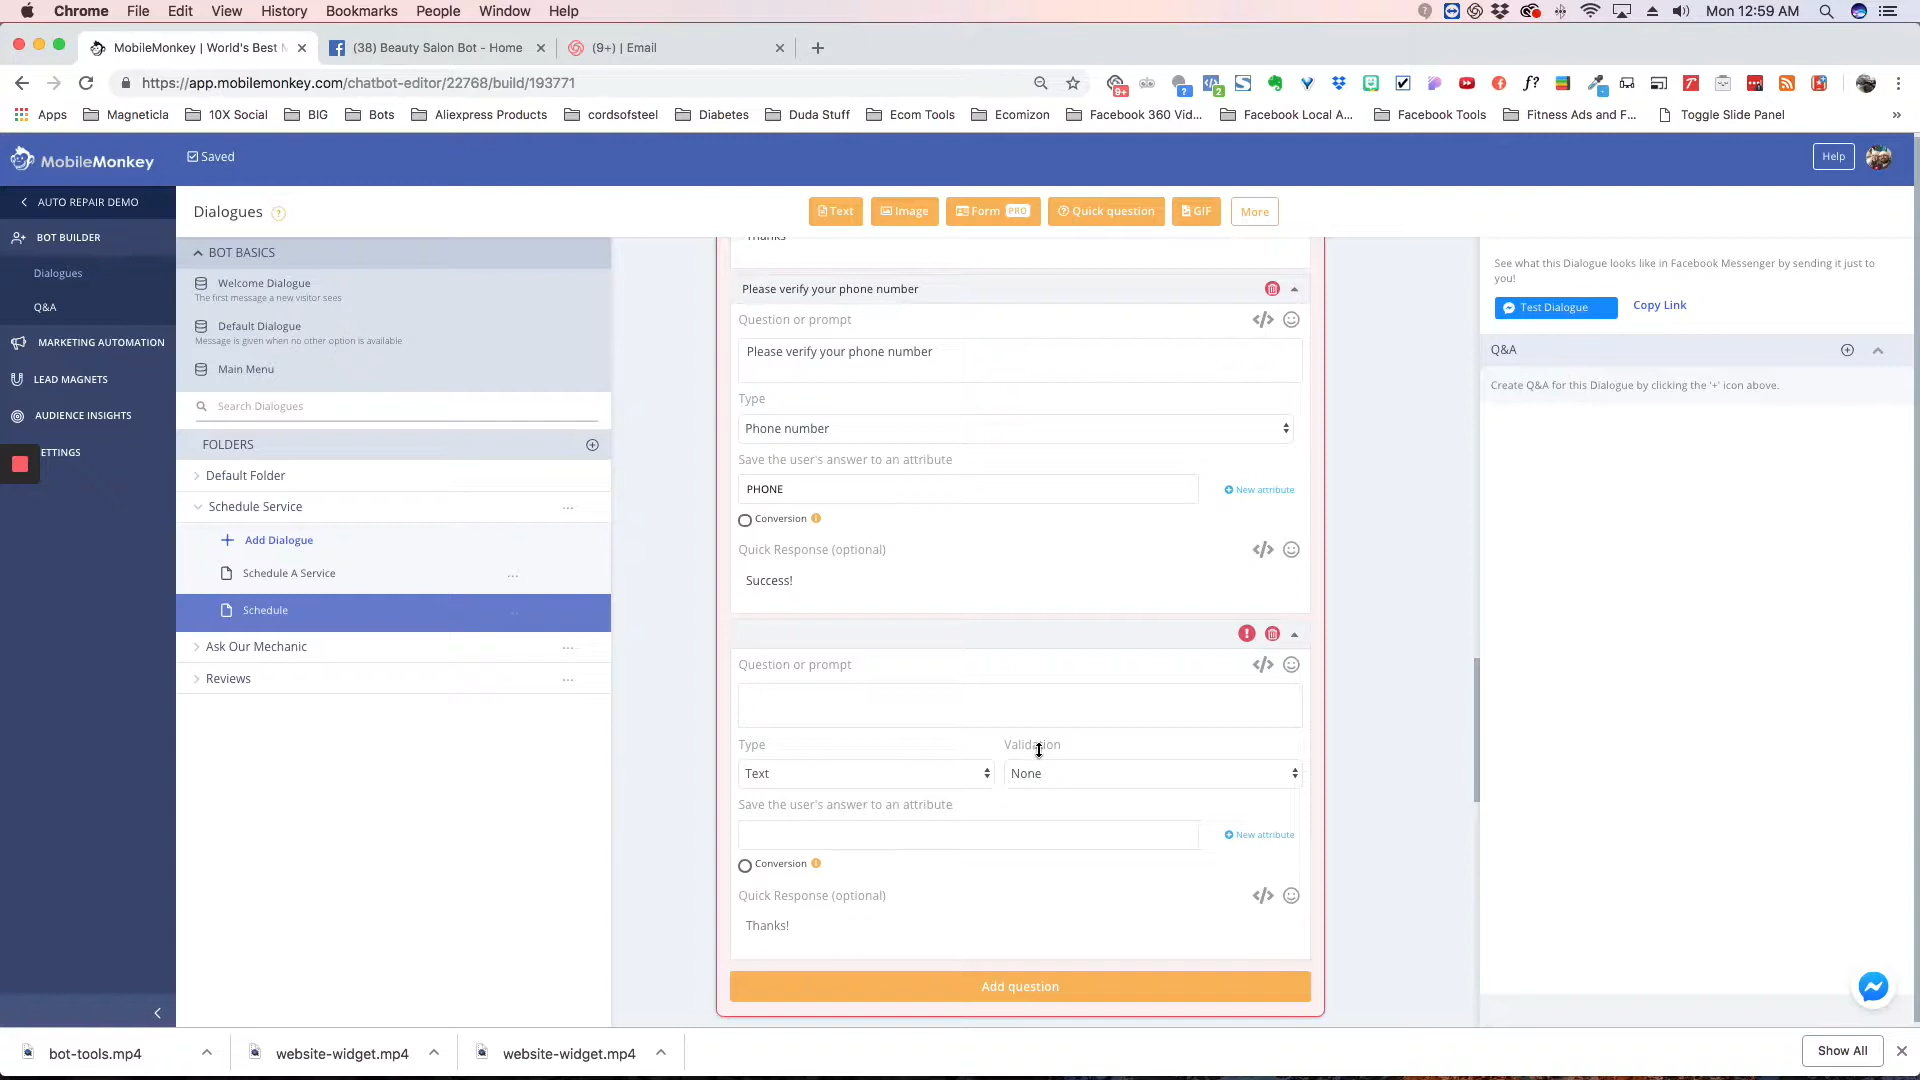 Chrome File Edit View History Bookmarks People Window Help Mon 12:59 AM
MobileMonkey | World's Best M
(38) Beauty Salon Bot - Home
(9+) | Email
https://app.mobilemonkey.com/chatbot-editor/22768/build/193771
Apps Magneticla 10X Social BIG Bots Aliexpress Products cordsofsteel Diabetes Duda Stuff Ecom Tools Ecomizon Facebook 360 Vid... Facebook Local A... Facebook Tools Fitness Ads and F... Toggle Slide Panel »
MobileMonkey
Saved
Help
AUTO REPAIR DEMO
BOT BUILDER
Dialogues
Q&A
MARKETING AUTOMATION
LEAD MAGNETS
AUDIENCE INSIGHTS
ETTINGS
Dialogues ?
Text Image Form PRO Quick question GIF More
BOT BASICS
Welcome Dialogue
The first message a new visitor sees
Default Dialogue
Message is given when no other option is available
Main Menu
Search Dialogues
FOLDERS
Default Folder
Schedule Service ...
Add Dialogue
Schedule A Service ...
Schedule ...
Ask Our Mechanic ...
Reviews ...
Thanks
Please verify your phone number
Question or prompt
Please verify your phone number
Type
Phone number
Save the user's answer to an attribute
PHONE
New attribute
Conversion
Quick Response (optional)
Success!
Question or prompt
Type Validation
Text None
Save the user's answer to an attribute
New attribute
Conversion
Quick Response (optional)
Thanks!
Add question
See what this Dialogue looks like in Facebook Messenger by sending it just to
you!
Test Dialogue Copy Link
Q&A
Create Q&A for this Dialogue by clicking the '+' icon above.
bot-tools.mp4 website-widget.mp4 website-widget.mp4 Show All